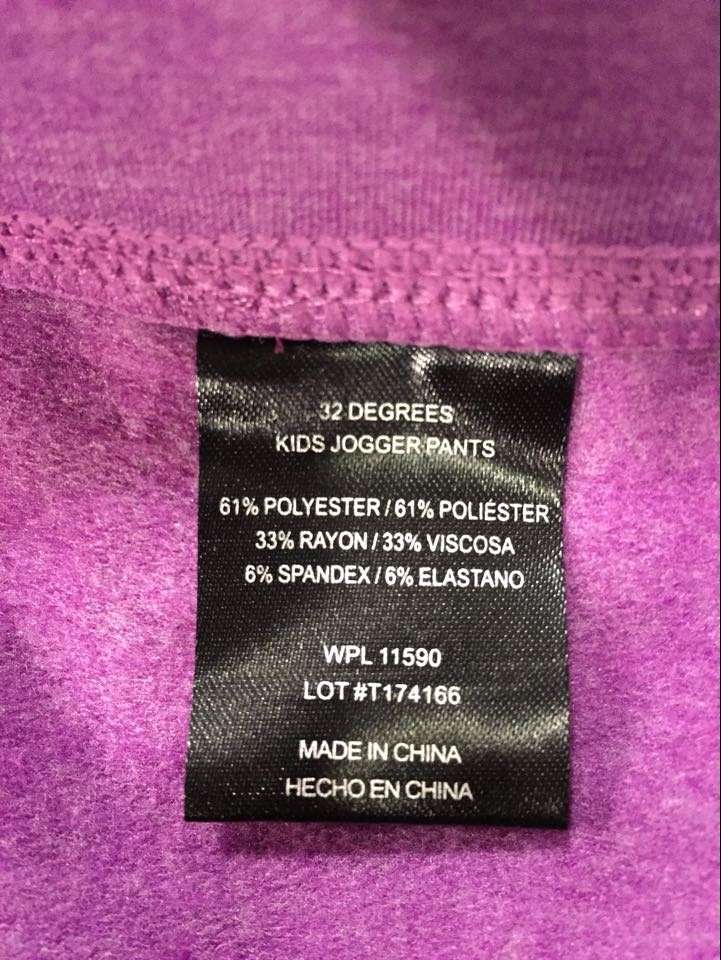 32 DEGREES
KIDS JOGGER PANTS
61% POLYESTER / 61% POLIÉSTER
33% RAYON / 33% VISCOSA
6% SPANDEX / 6% ELASTANO
WPL 11590
LOT #T174166
MADE IN CHINA
HECHO EN CHINA